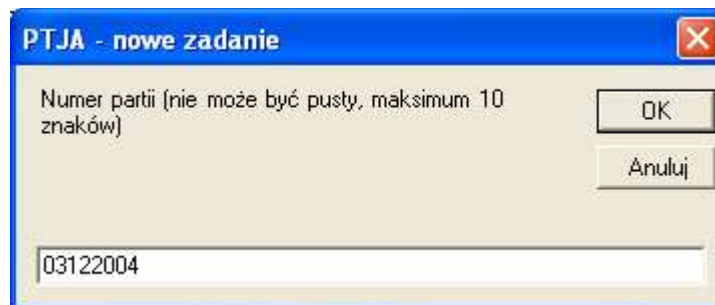 PTJA - nowe zadanie
Numer partii (nie może być pusty, maksimum 10
znaków)
OK
Anuluj
03122004